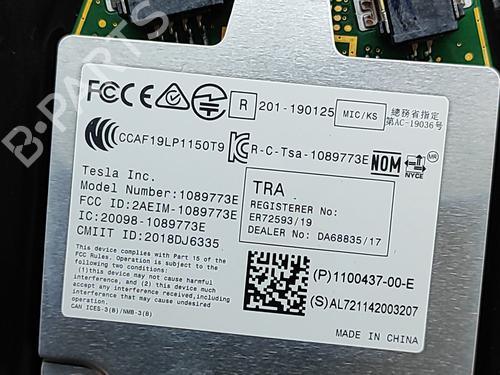 FCC CE R 201-190125 MIC/KS 總務省指定
第AC-19036号
CCAF19LP1150T9 R-C-Tsa-1089773E NOM NYCE MR
Tesla Inc.
Model Number:1089773E
FCC ID:2AEIM-1089773E
IC:20098-1089773E
CMIIT ID:2018DJ6335
TRA
REGISTERER No:
ER72593/19
DEALER No: DA68835/17
This device complies with Part 15 of the
FCC Rules. Operation is subject to the
following two conditions:
(1)this device may not cause harmful
interference, and (2) this device must
accept any interference received,including
interference that may cause undesired
operation.
CAN ICES-3(B)/NMB-3(B)
(P)1100437-00-E
(S)AL721142003207
MADE IN CHINA
B-PARTS